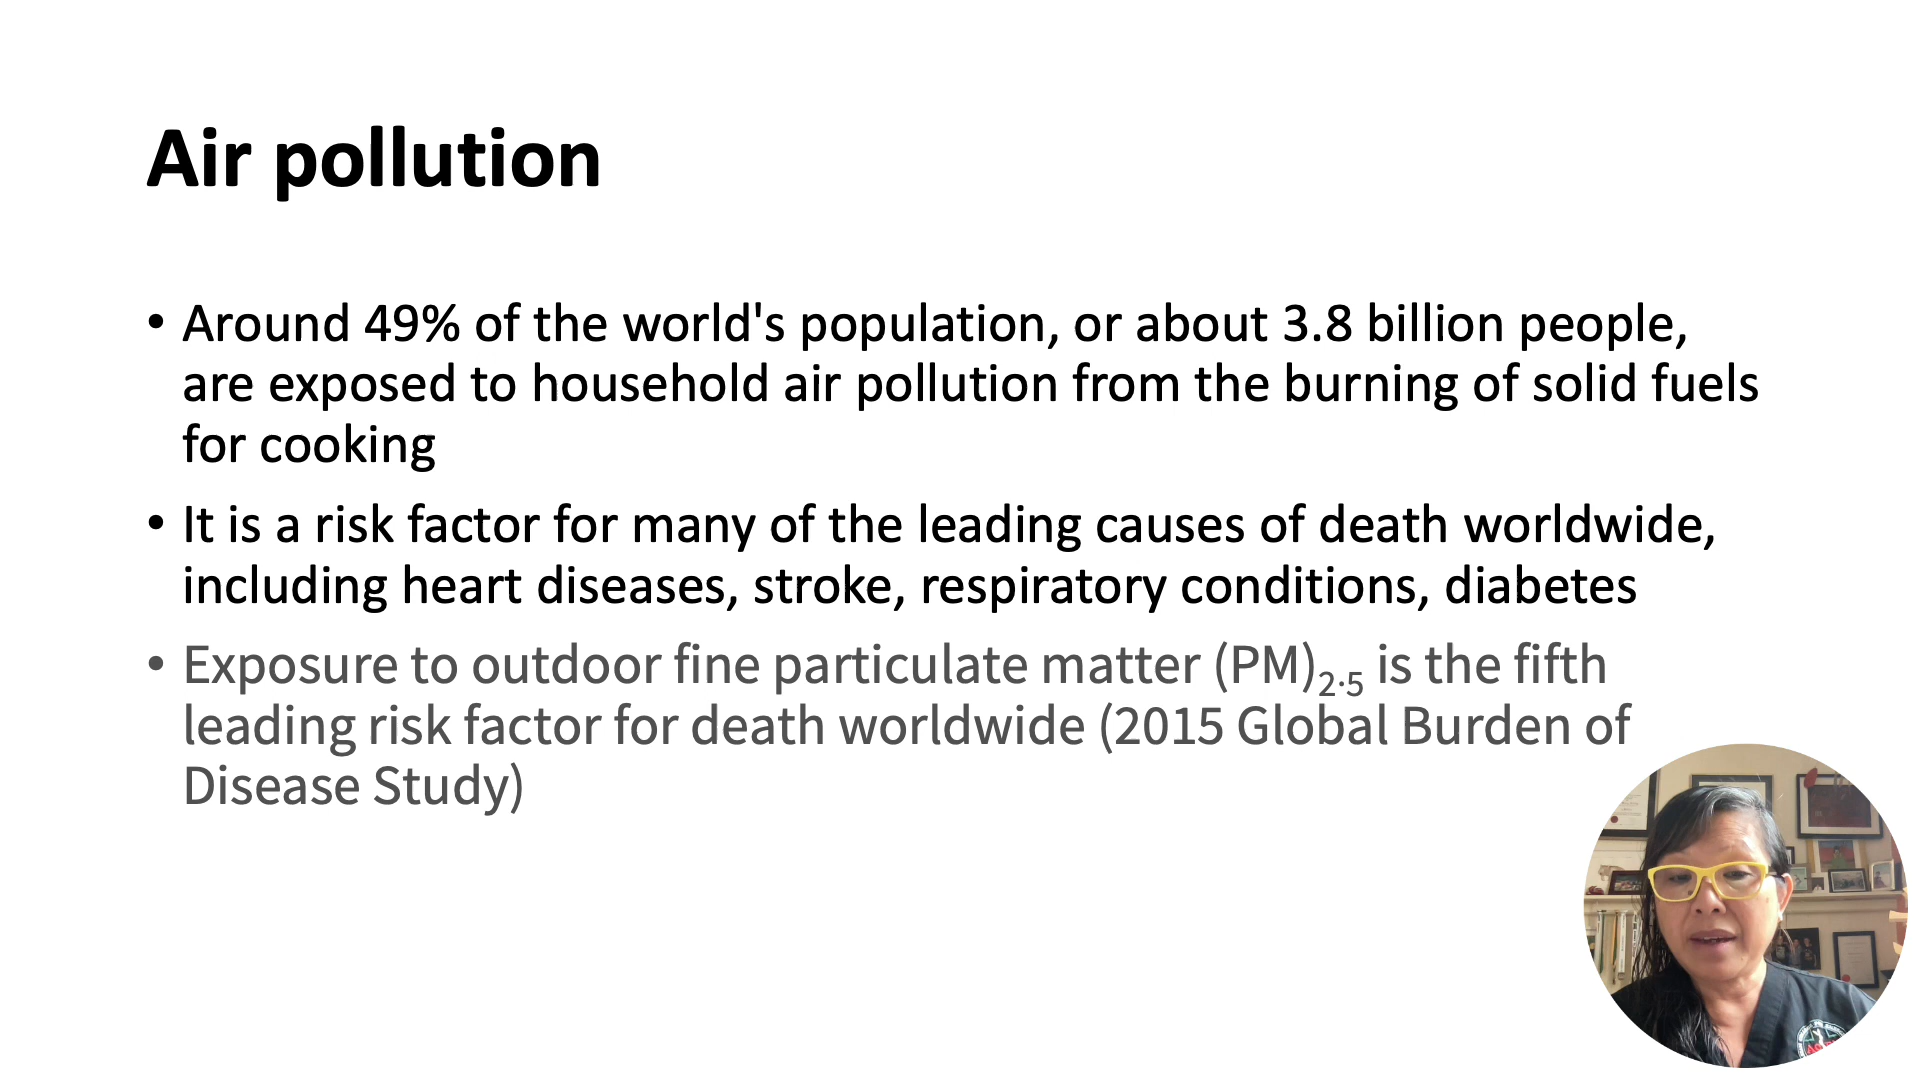 Air pollution
• Around 49% of the world's population, or about 3.8 billion people,
are exposed to household air pollution from the burning of solid fuels
for cooking
• It is a risk factor for many of the leading causes of death worldwide,
including heart diseases, stroke, respiratory conditions, diabetes
• Exposure to outdoor fine particulate matter (PM)₂.₅ is the fifth
leading risk factor for death worldwide (2015 Global Burden of
Disease Study)